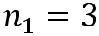 n₁ = 3